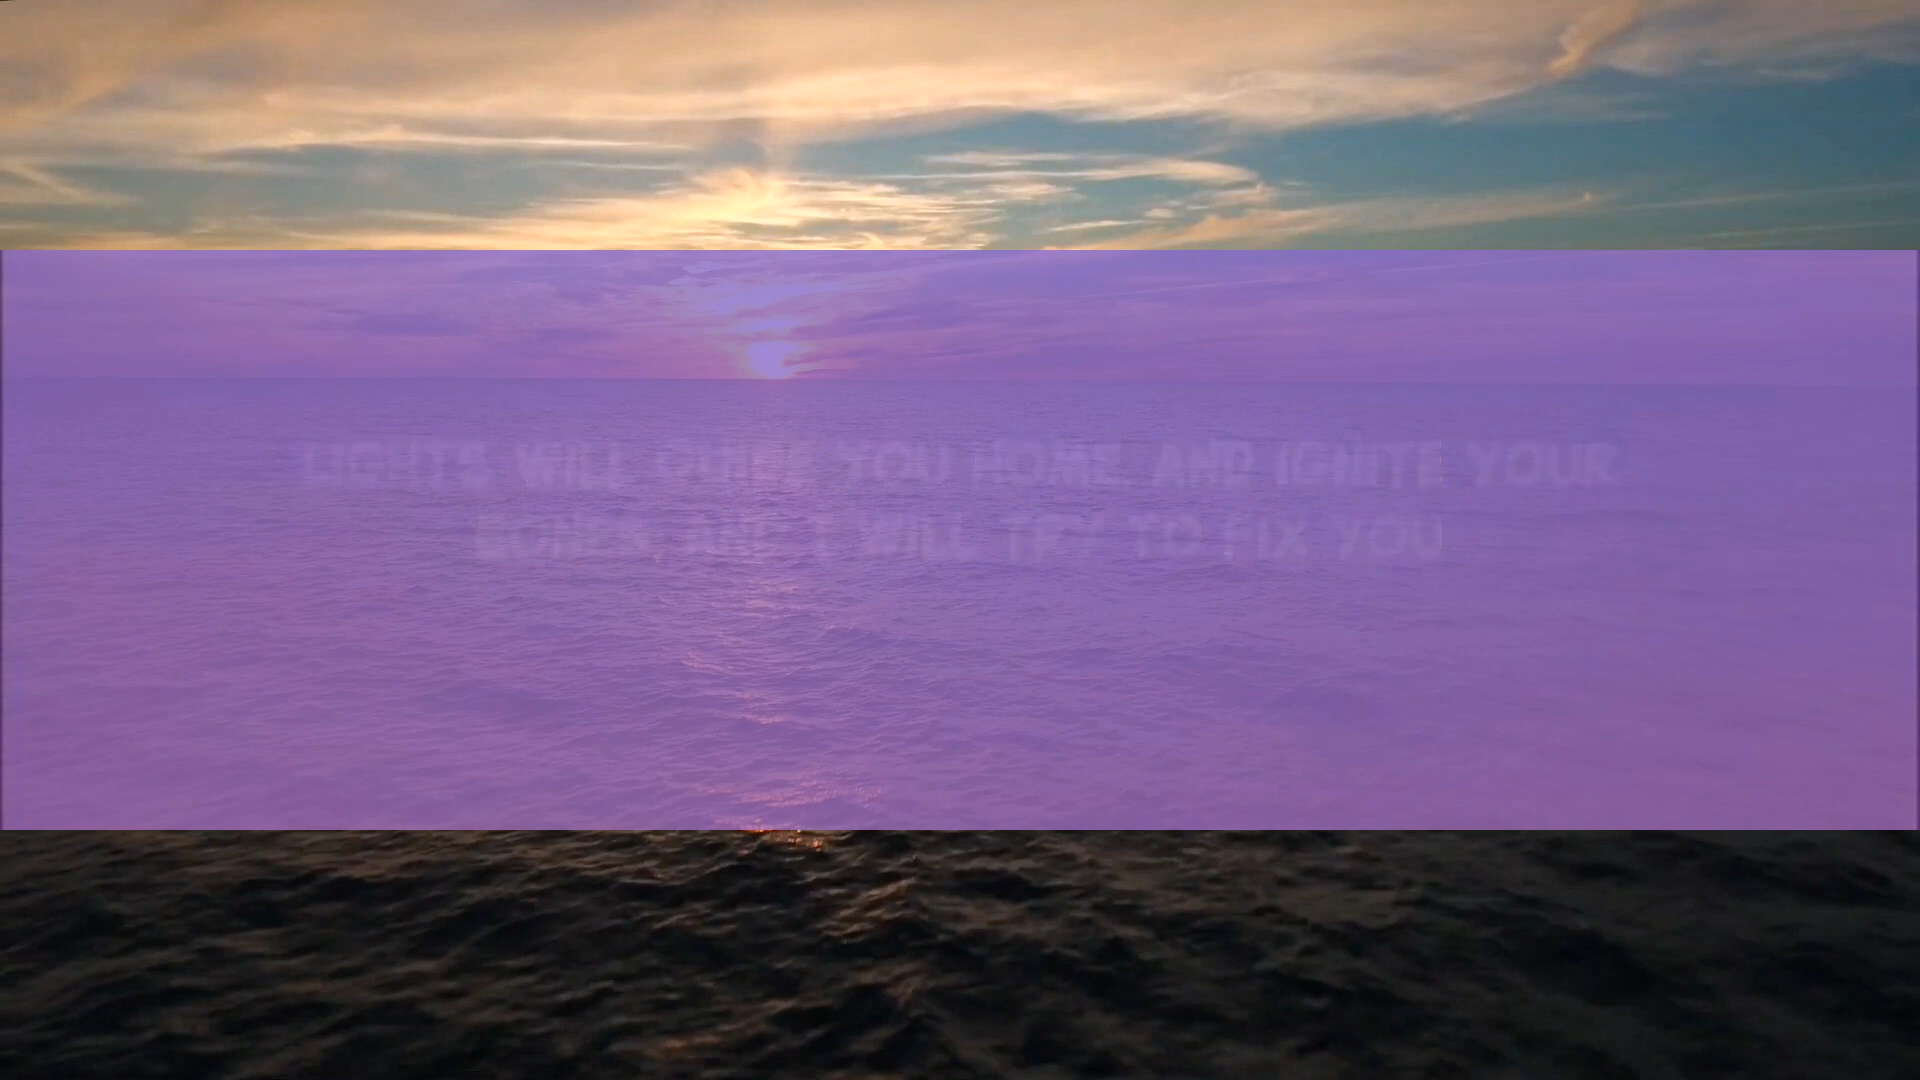 LIGHTS WILL GUIDE YOU HOME, AND IGNITE YOUR
BONES, AND I WILL TRY TO FIX YOU